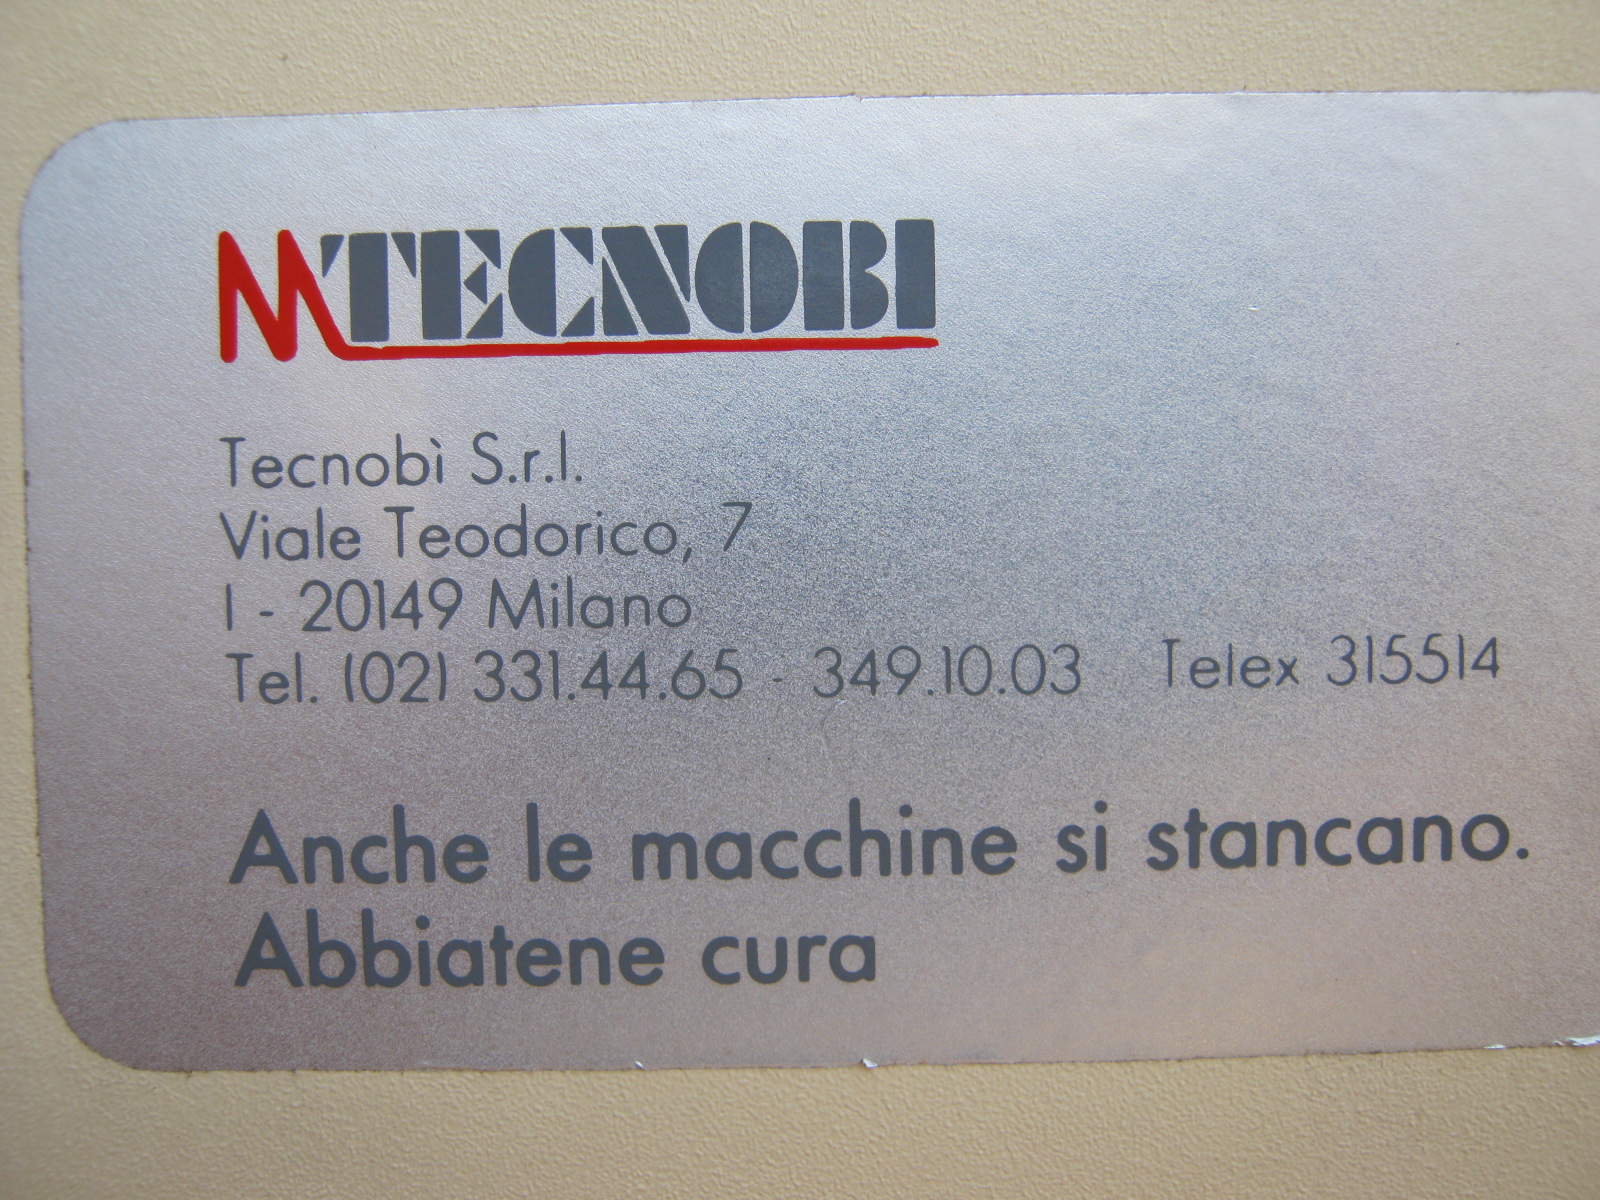 TECNOBI
Tecnobì S.r.l.
Viale Teodorico, 7
I - 20149 Milano
Tel. (02) 331.44.65 - 349.10.03 Telex 315514
Anche le macchine si stancano.
Abbiatene cura